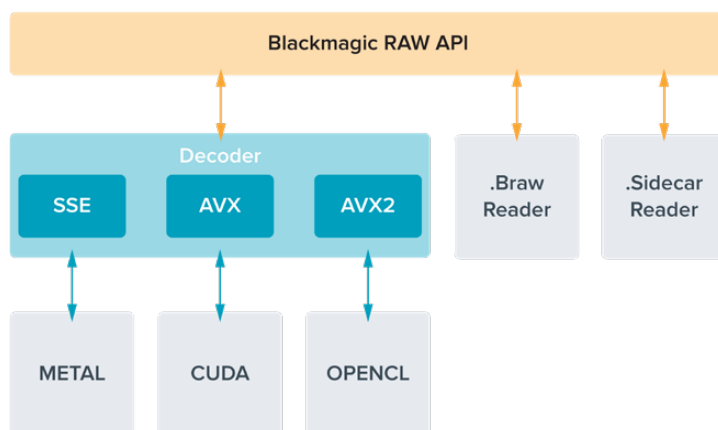 Blackmagic RAW API
Decoder
SSE
AVX
AVX2
.Braw
Reader
.Sidecar
Reader
METAL
CUDA
OPENCL